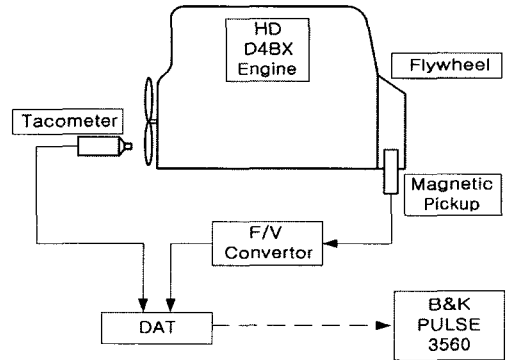 HD
D4BX
Engine
Flywheel
Tacometer
Magnetic
Pickup
F/V
Convertor
DAT
B&K
PULSE
3560